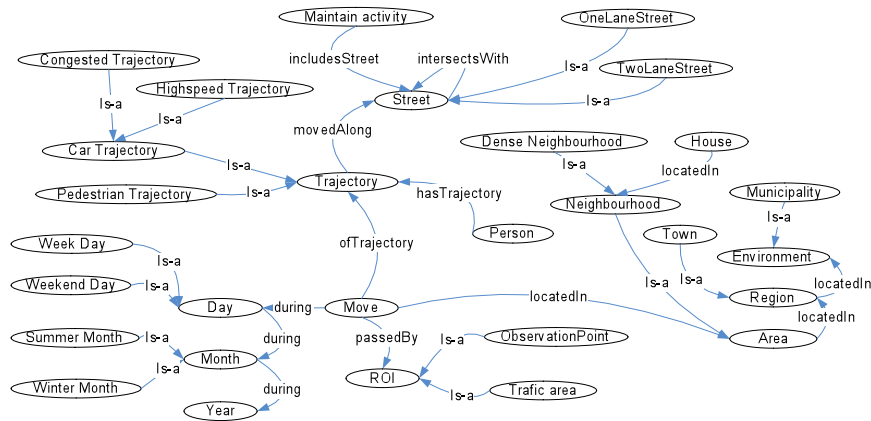 Maintain activity
OneLaneStreet
includesStreet
intersectsWith
Is-a
Congested Trajectory
TwoLaneStreet
Highspeed Trajectory
Is-a
Street
Is-a
Is-a
movedAlong
Dense Neighbourhood
House
Car Trajectory
Is-a
Is-a
locatedIn
Trajectory
Pedestrian Trajectory
Is-a
hasTrajectory
Municipality
Neighbourhood
Is-a
Person
Town
Week Day
ofTrajectory
Environment
Is-a
Is-a
Is-a
locatedIn
Weekend Day
Is-a
Region
locatedIn
Day
during
Move
locatedIn
Summer Month
Is-a
during
passedBy
Is-a
ObservationPoint
Area
Month
Is-a
ROI
Winter Month
during
Is-a
Trafic area
Year